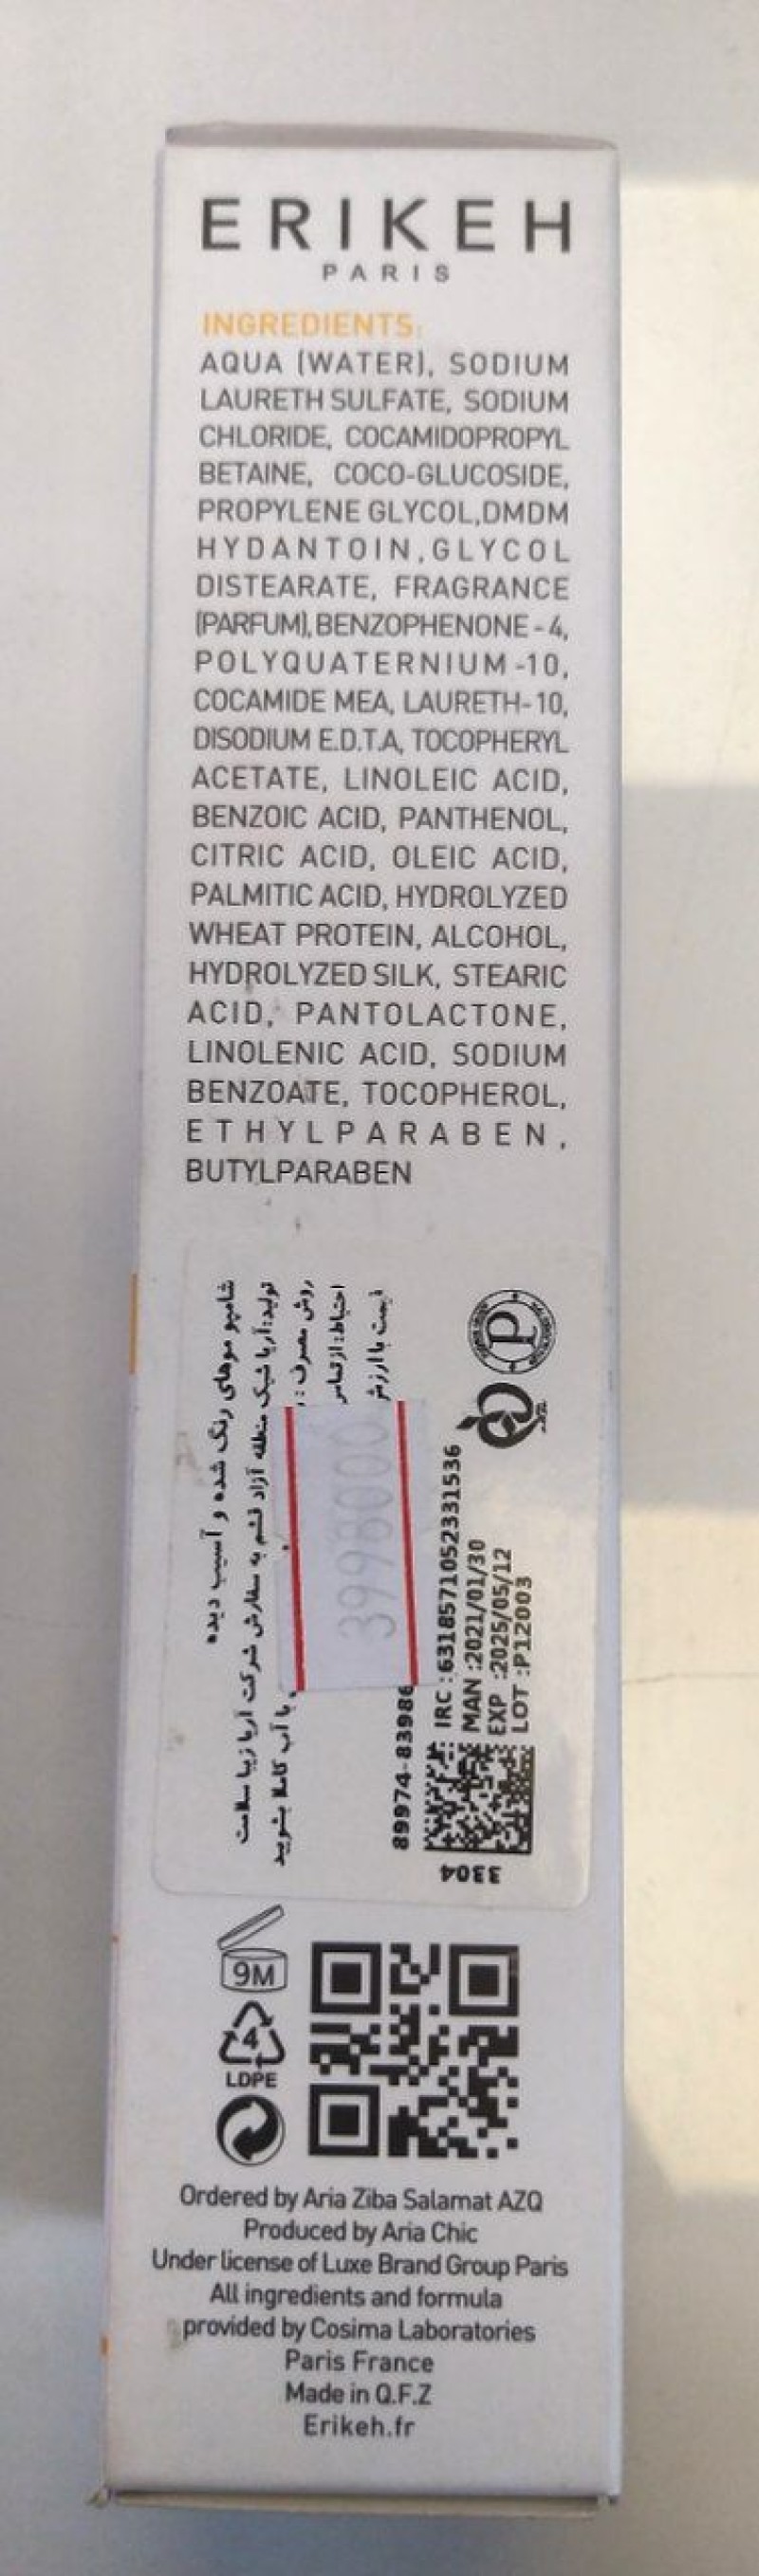 ERIKEH
PARIS
INGREDIENTS:
AQUA (WATER), SODIUM
LAURETH SULFATE, SODIUM
CHLORIDE, COCAMIDOPROPYL
BETAINE, COCO-GLUCOSIDE,
PROPYLENE GLYCOL,DMDM
HYDANTOIN,GLYCOL
DISTEARATE, FRAGRANCE
(PARFUM), BENZOPHENONE-4,
POLYQUATERNIUM-10,
COCAMIDE MEA, LAURETH-10,
DISODIUM E.D.T.A, TOCOPHERYL
ACETATE, LINOLEIC ACID,
BENZOIC ACID, PANTHENOL,
CITRIC ACID, OLEIC ACID,
PALMITIC ACID, HYDROLYZED
WHEAT PROTEIN, ALCOHOL,
HYDROLYZED SILK, STEARIC
ACID, PANTOLACTONE,
LINOLENIC ACID, SODIUM
BENZOATE, TOCOPHEROL,
ETHYLPARABEN,
BUTYLPARABEN
شامپو موهای رنگ شده و آسیب دیده
تولید:آریا شیک منطقه آزاد قشم به سفارش شرکت آریا زیبا سلامت
روش مصرف : با آب کاملا بشویید
احتیاط: از تماس
قیمت با ارزش
3998000
89974-83986
IRC :6318571052331536
MAN :2021/01/30
EXP :2025/05/12
LOT :P12003
3304
9M
4
LDPE
Ordered by Aria Ziba Salamat AZQ
Produced by Aria Chic
Under license of Luxe Brand Group Paris
All ingredients and formula
provided by Cosima Laboratories
Paris France
Made in Q.F.Z
Erikeh.fr